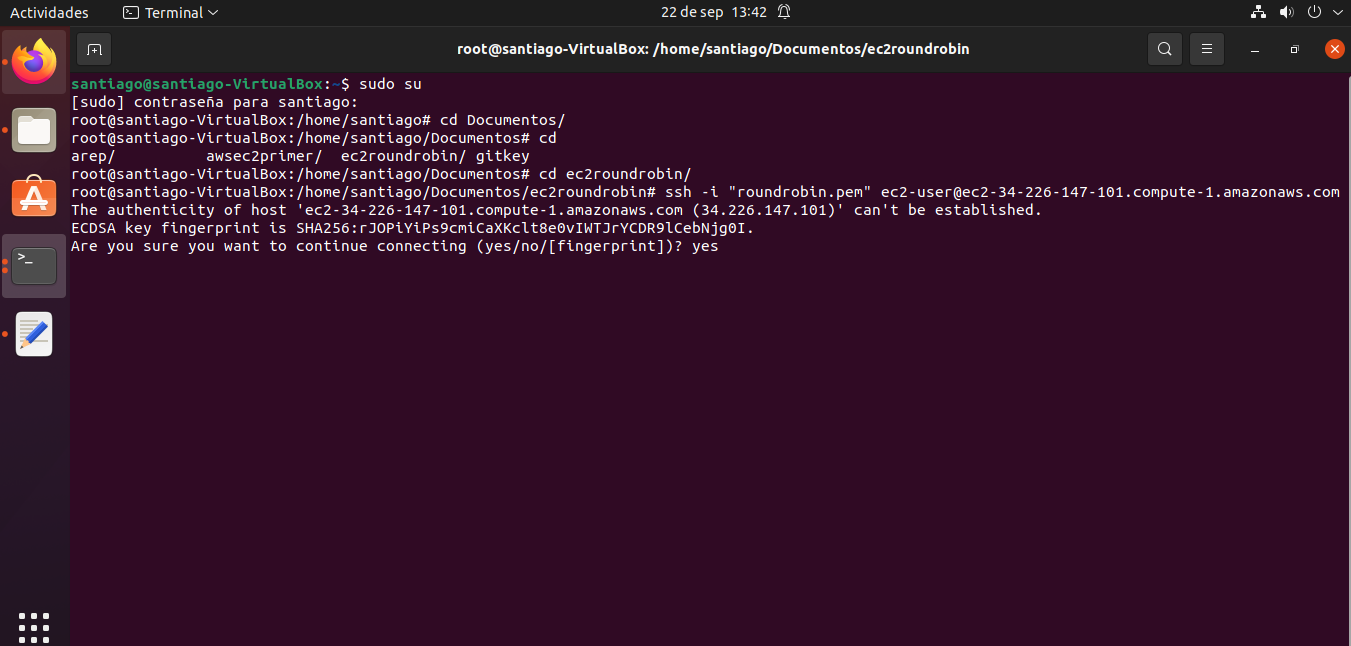 Actividades Terminal 22 de sep 13:42
root@santiago-VirtualBox: /home/santiago/Documentos/ec2roundrobin
santiago@santiago-VirtualBox:~$ sudo su
[sudo] contraseña para santiago:
root@santiago-VirtualBox:/home/santiago# cd Documentos/
root@santiago-VirtualBox:/home/santiago/Documentos# cd
arep/ awsec2primer/ ec2roundrobin/ gitkey
root@santiago-VirtualBox:/home/santiago/Documentos# cd ec2roundrobin/
root@santiago-VirtualBox:/home/santiago/Documentos/ec2roundrobin# ssh -i "roundrobin.pem" ec2-user@ec2-34-226-147-101.compute-1.amazonaws.com
The authenticity of host 'ec2-34-226-147-101.compute-1.amazonaws.com (34.226.147.101)' can't be established.
ECDSA key fingerprint is SHA256:rJOPiYiPs9cmiCaXKclt8e0vIWTJrYCDR9lCebNjg0I.
Are you sure you want to continue connecting (yes/no/[fingerprint])? yes